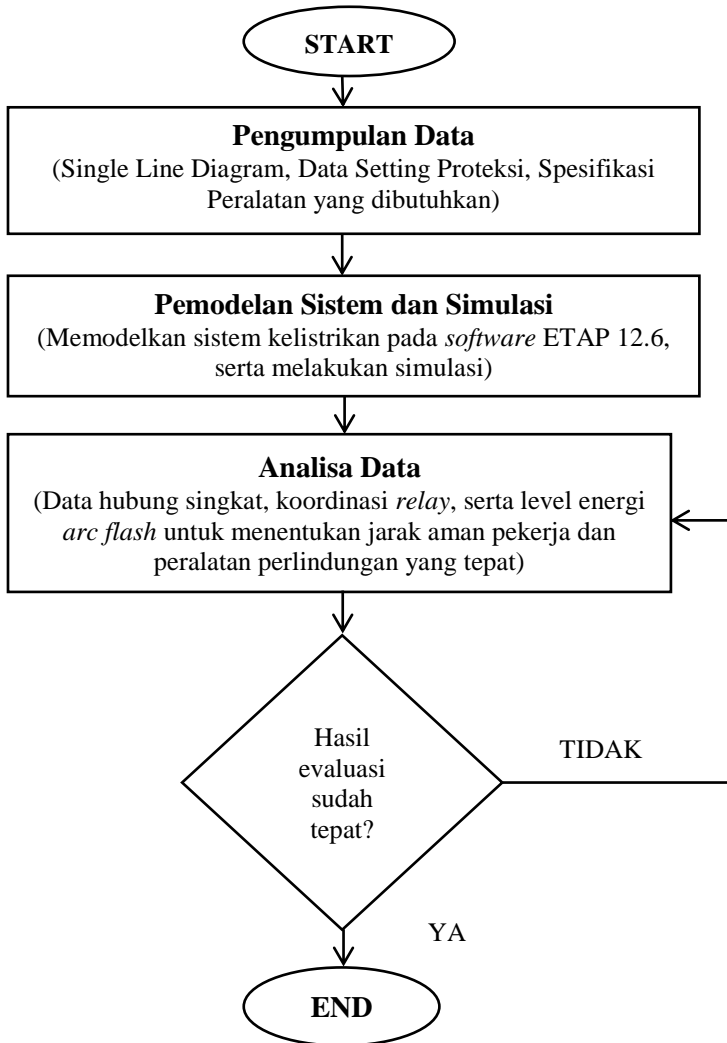 START
Pengumpulan Data
(Single Line Diagram, Data Setting Proteksi, Spesifikasi
Peralatan yang dibutuhkan)
Pemodelan Sistem dan Simulasi
(Memodelkan sistem kelistrikan pada software ETAP 12.6,
serta melakukan simulasi)
Analisa Data
(Data hubung singkat, koordinasi relay, serta level energi
arc flash untuk menentukan jarak aman pekerja dan
peralatan perlindungan yang tepat)
Hasil
evaluasi
sudah
tepat?
TIDAK
YA
END